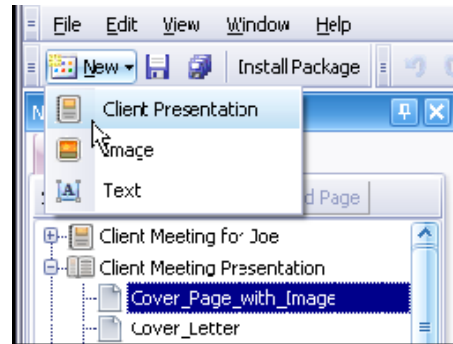 File Edit View Window Help
New Install Package
Client Presentation
Image
Text
d Page
Client Meeting for Joe
Client Meeting Presentation
Cover_Page_with_Image
Cover_Letter